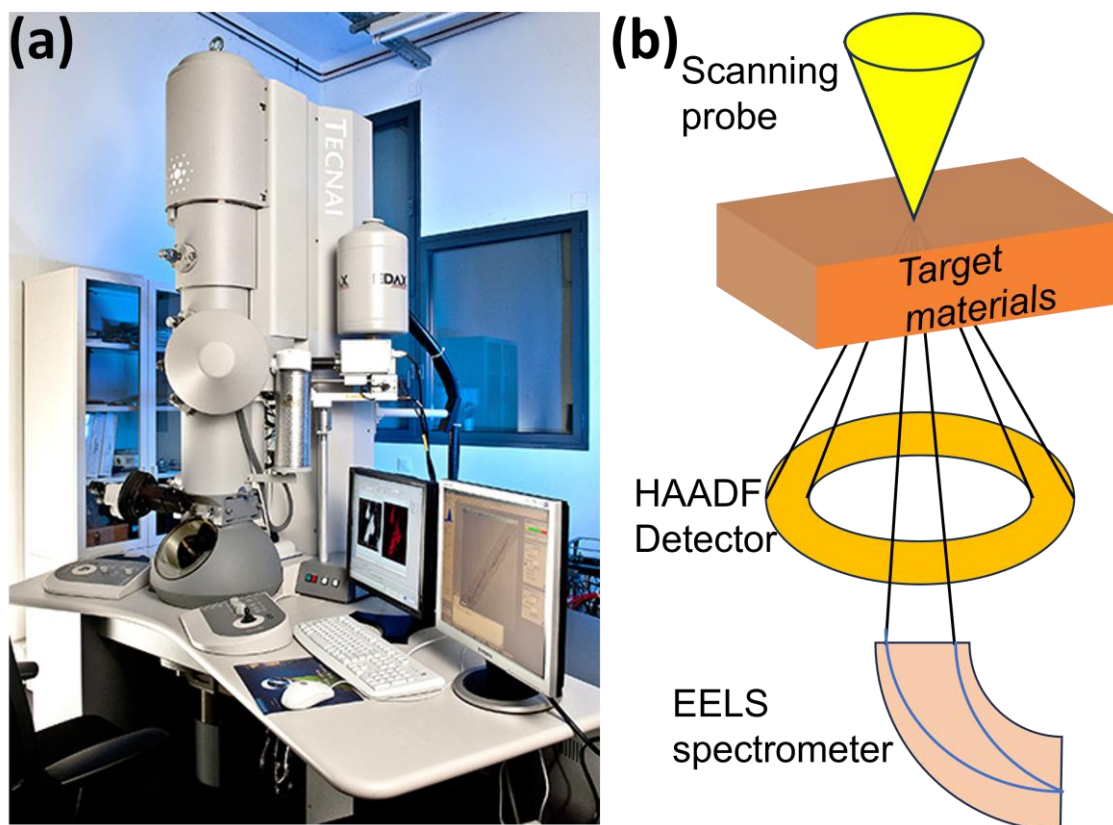 (a)
TECNAI
EDAX
(b)
Scanning
probe
Target
materials
HAADF
Detector
EELS
spectrometer